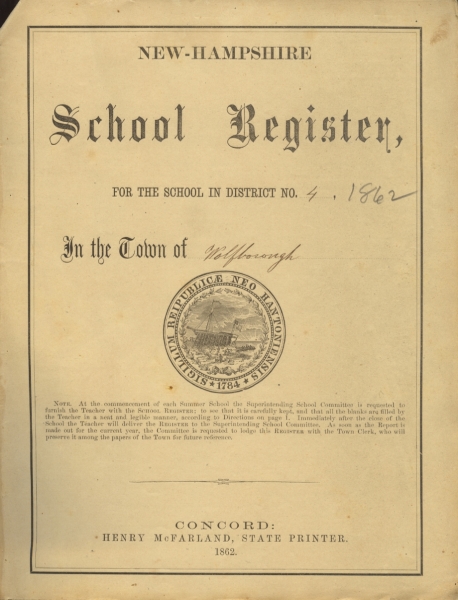 NEW-HAMPSHIRE
School Register,
FOR THE SCHOOL IN DISTRICT NO. 4, 1862
In the Town of Wolfborough
SIGILLUM REIPUBLICÆ NEO HANTONIENSIS
★ 1784 ★
NOTE. At the commencement of each Summer School the Superintending School Committee is requested to
furnish the Teacher with the SCHOOL REGISTER; to see that it is carefully kept, and that all the blanks are filled by
the Teacher in a neat and legible manner, according to Directions on page 1. Immediately after the close of
the School the Teacher will deliver the REGISTER to the Superintending School Committee. As soon as the Report is
made out for the current year, the Committee is requested to lodge this REGISTER with the Town Clerk, who will
preserve it among the papers of the Town for future reference.
CONCORD:
HENRY McFARLAND, STATE PRINTER.
1862.